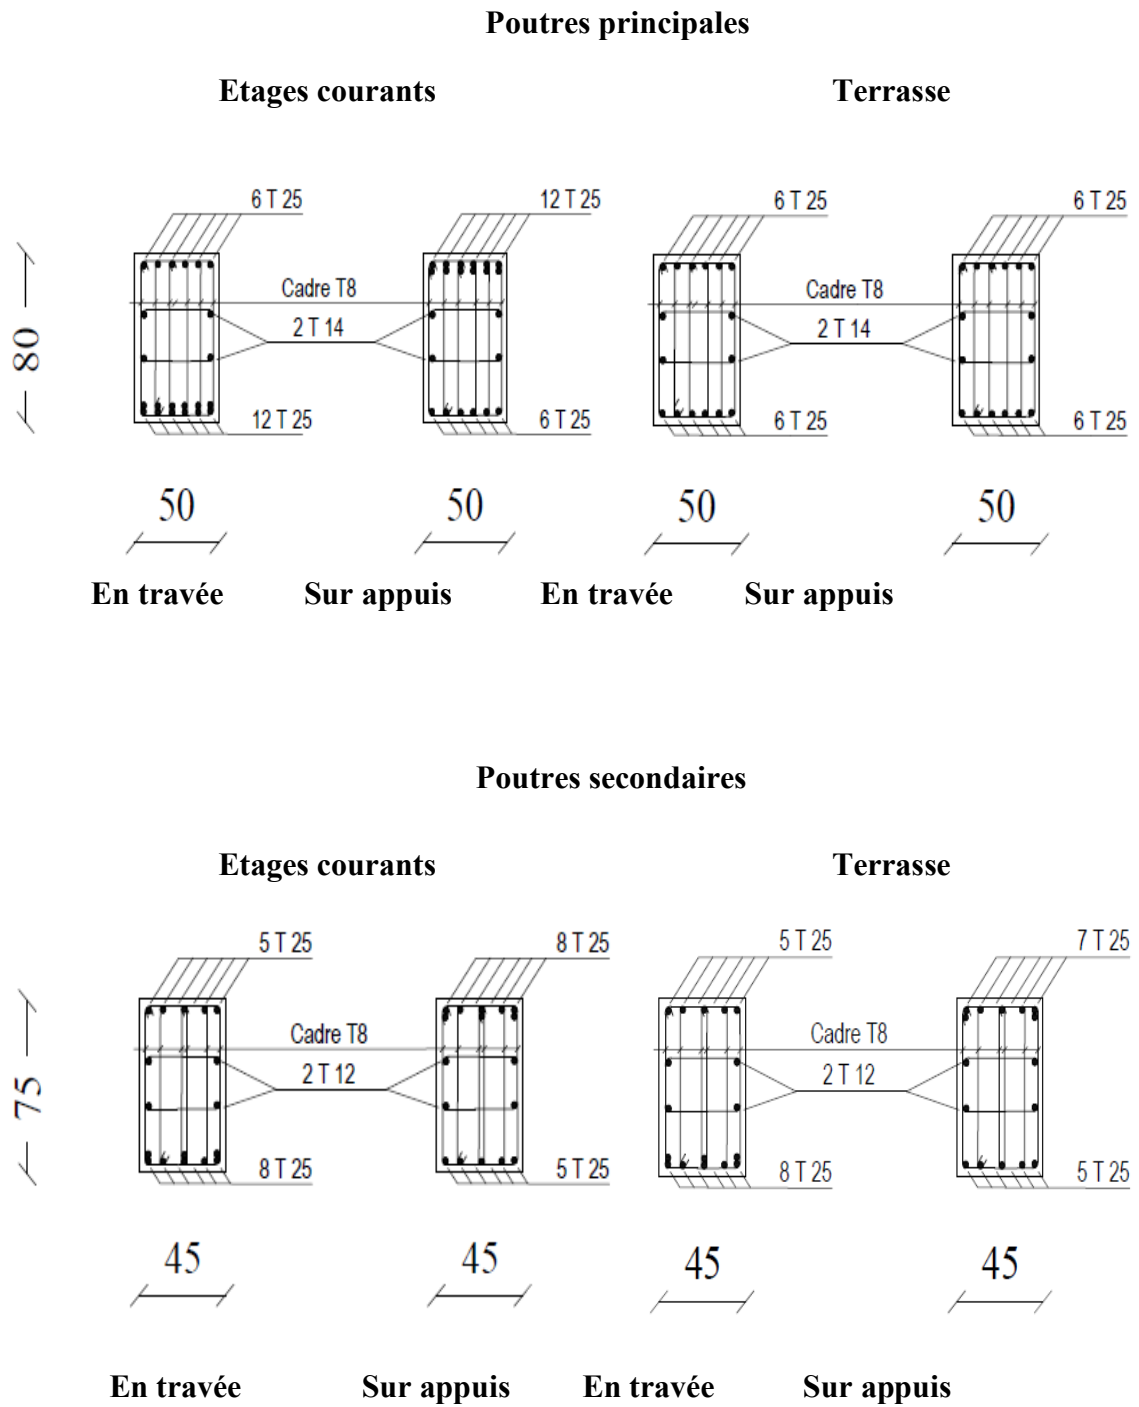 Poutres principales
Etages courants Terrasse
6 T 25 12 T 25 6 T 25 6 T 25
Cadre T8 Cadre T8
2 T 14 2 T 14
80
12 T 25 6 T 25 6 T 25 6 T 25
50 50 50 50
En travée Sur appuis En travée Sur appuis
Poutres secondaires
Etages courants Terrasse
5 T 25 8 T 25 5 T 25 7 T 25
Cadre T8 Cadre T8
2 T 12 2 T 12
75
8 T 25 5 T 25 8 T 25 5 T 25
45 45 45 45
En travée Sur appuis En travée Sur appuis